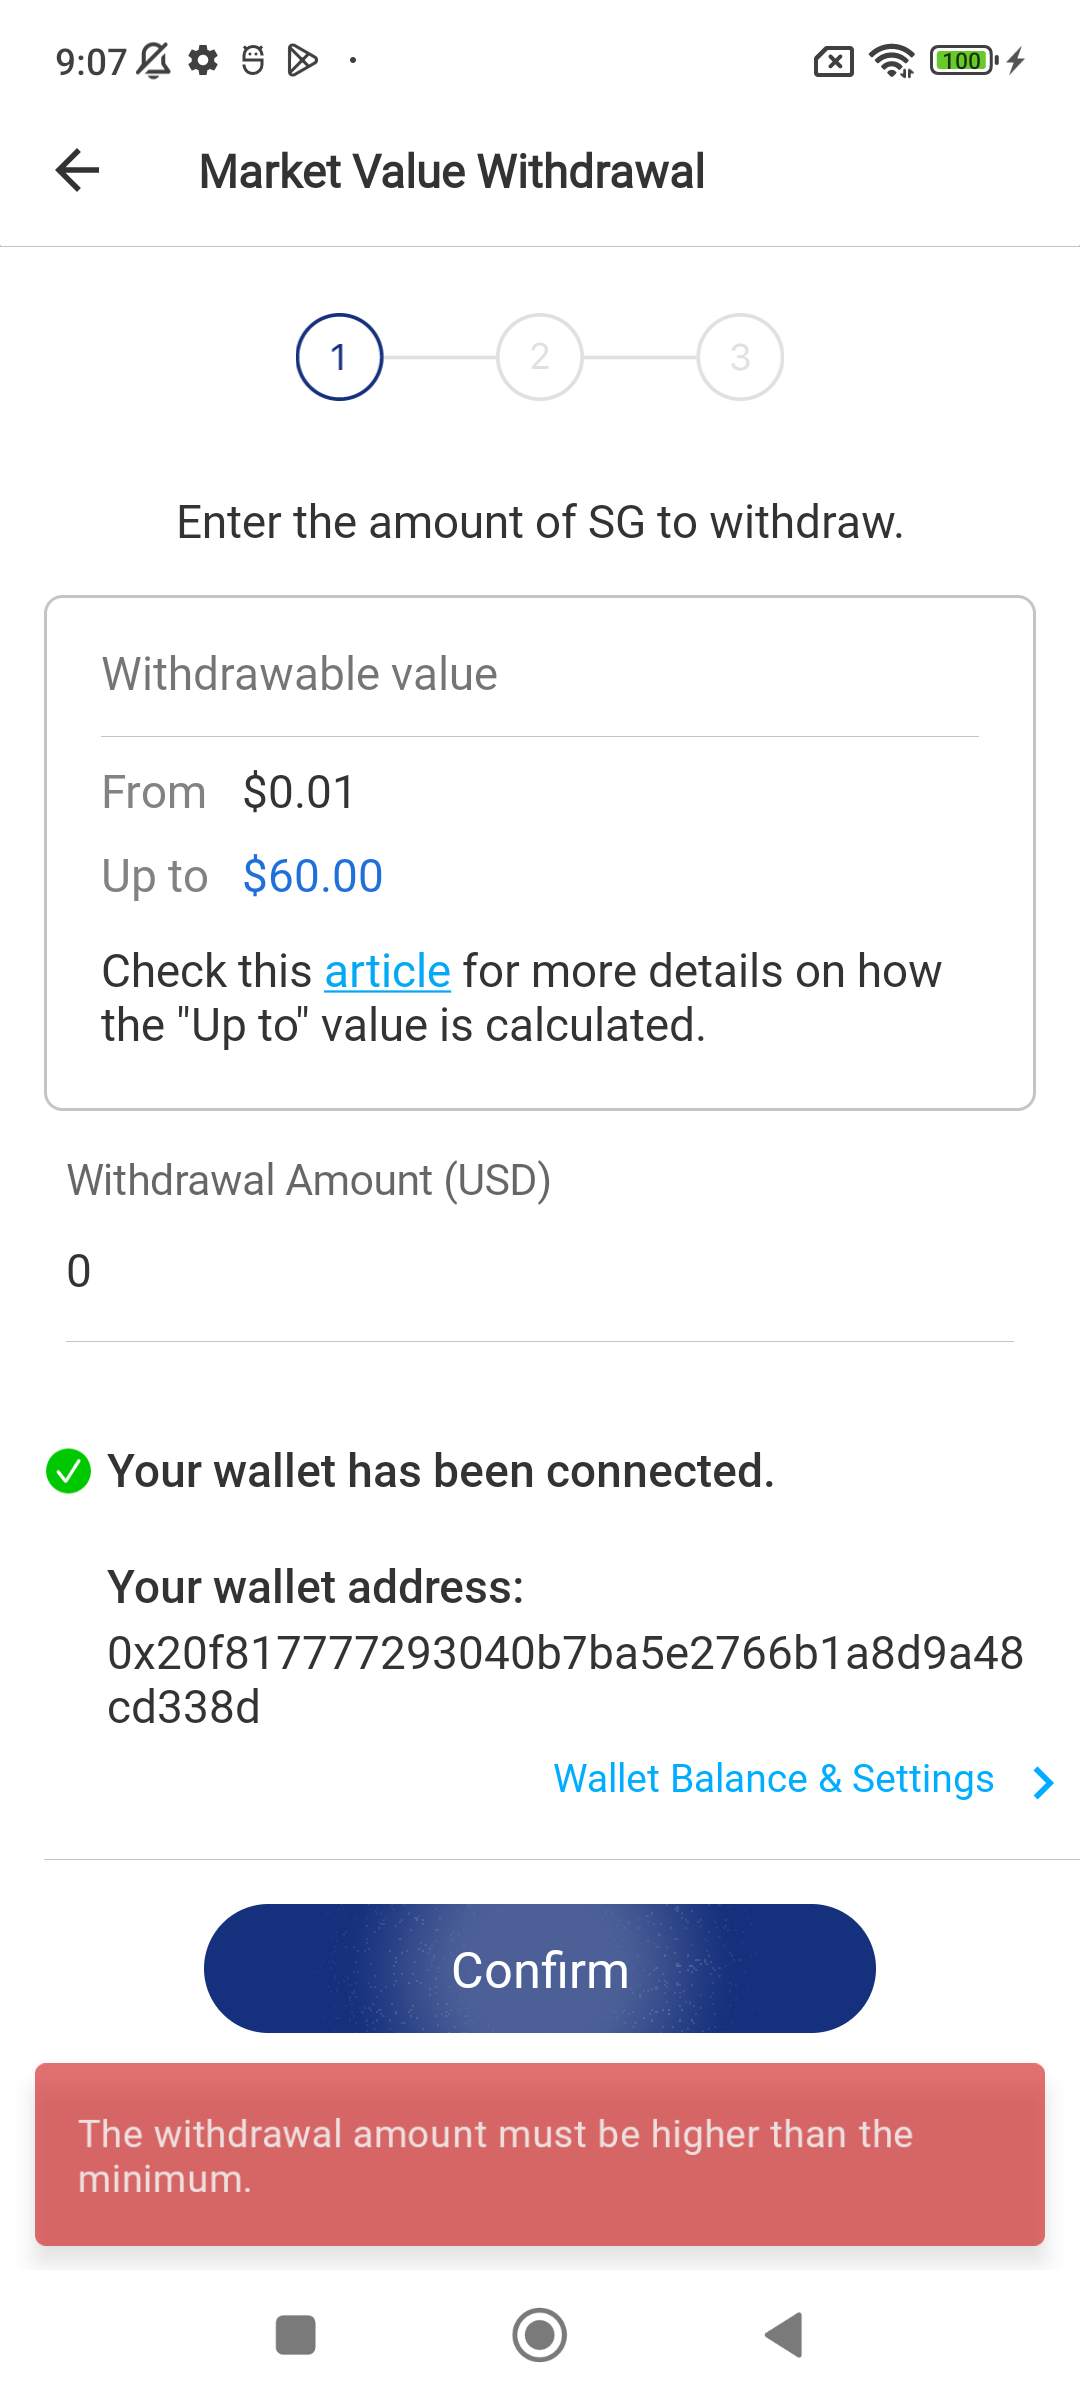 9:07
100
Market Value Withdrawal
1
2
3
Enter the amount of SG to withdraw.
Withdrawable value
From $0.01
Up to $60.00
Check this article for more details on how
the "Up to" value is calculated.
Withdrawal Amount (USD)
0
Your wallet has been connected.
Your wallet address:
0x20f817777293040b7ba5e2766b1a8d9a48
cd338d
Wallet Balance & Settings
Confirm
The withdrawal amount must be higher than the
minimum.